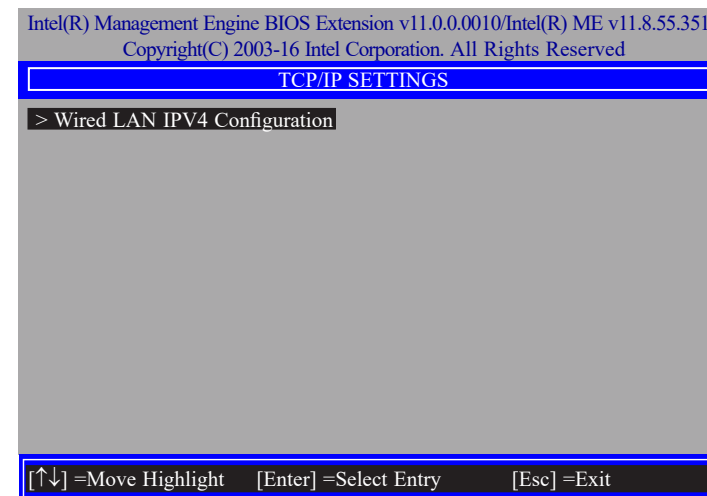 Intel(R) Management Engine BIOS Extension v11.0.0.0010/Intel(R) ME v11.8.55.351
Copyright(C) 2003-16 Intel Corporation. All Rights Reserved
TCP/IP SETTINGS
> Wired LAN IPV4 Configuration
[↑↓] =Move Highlight [Enter] =Select Entry [Esc] =Exit